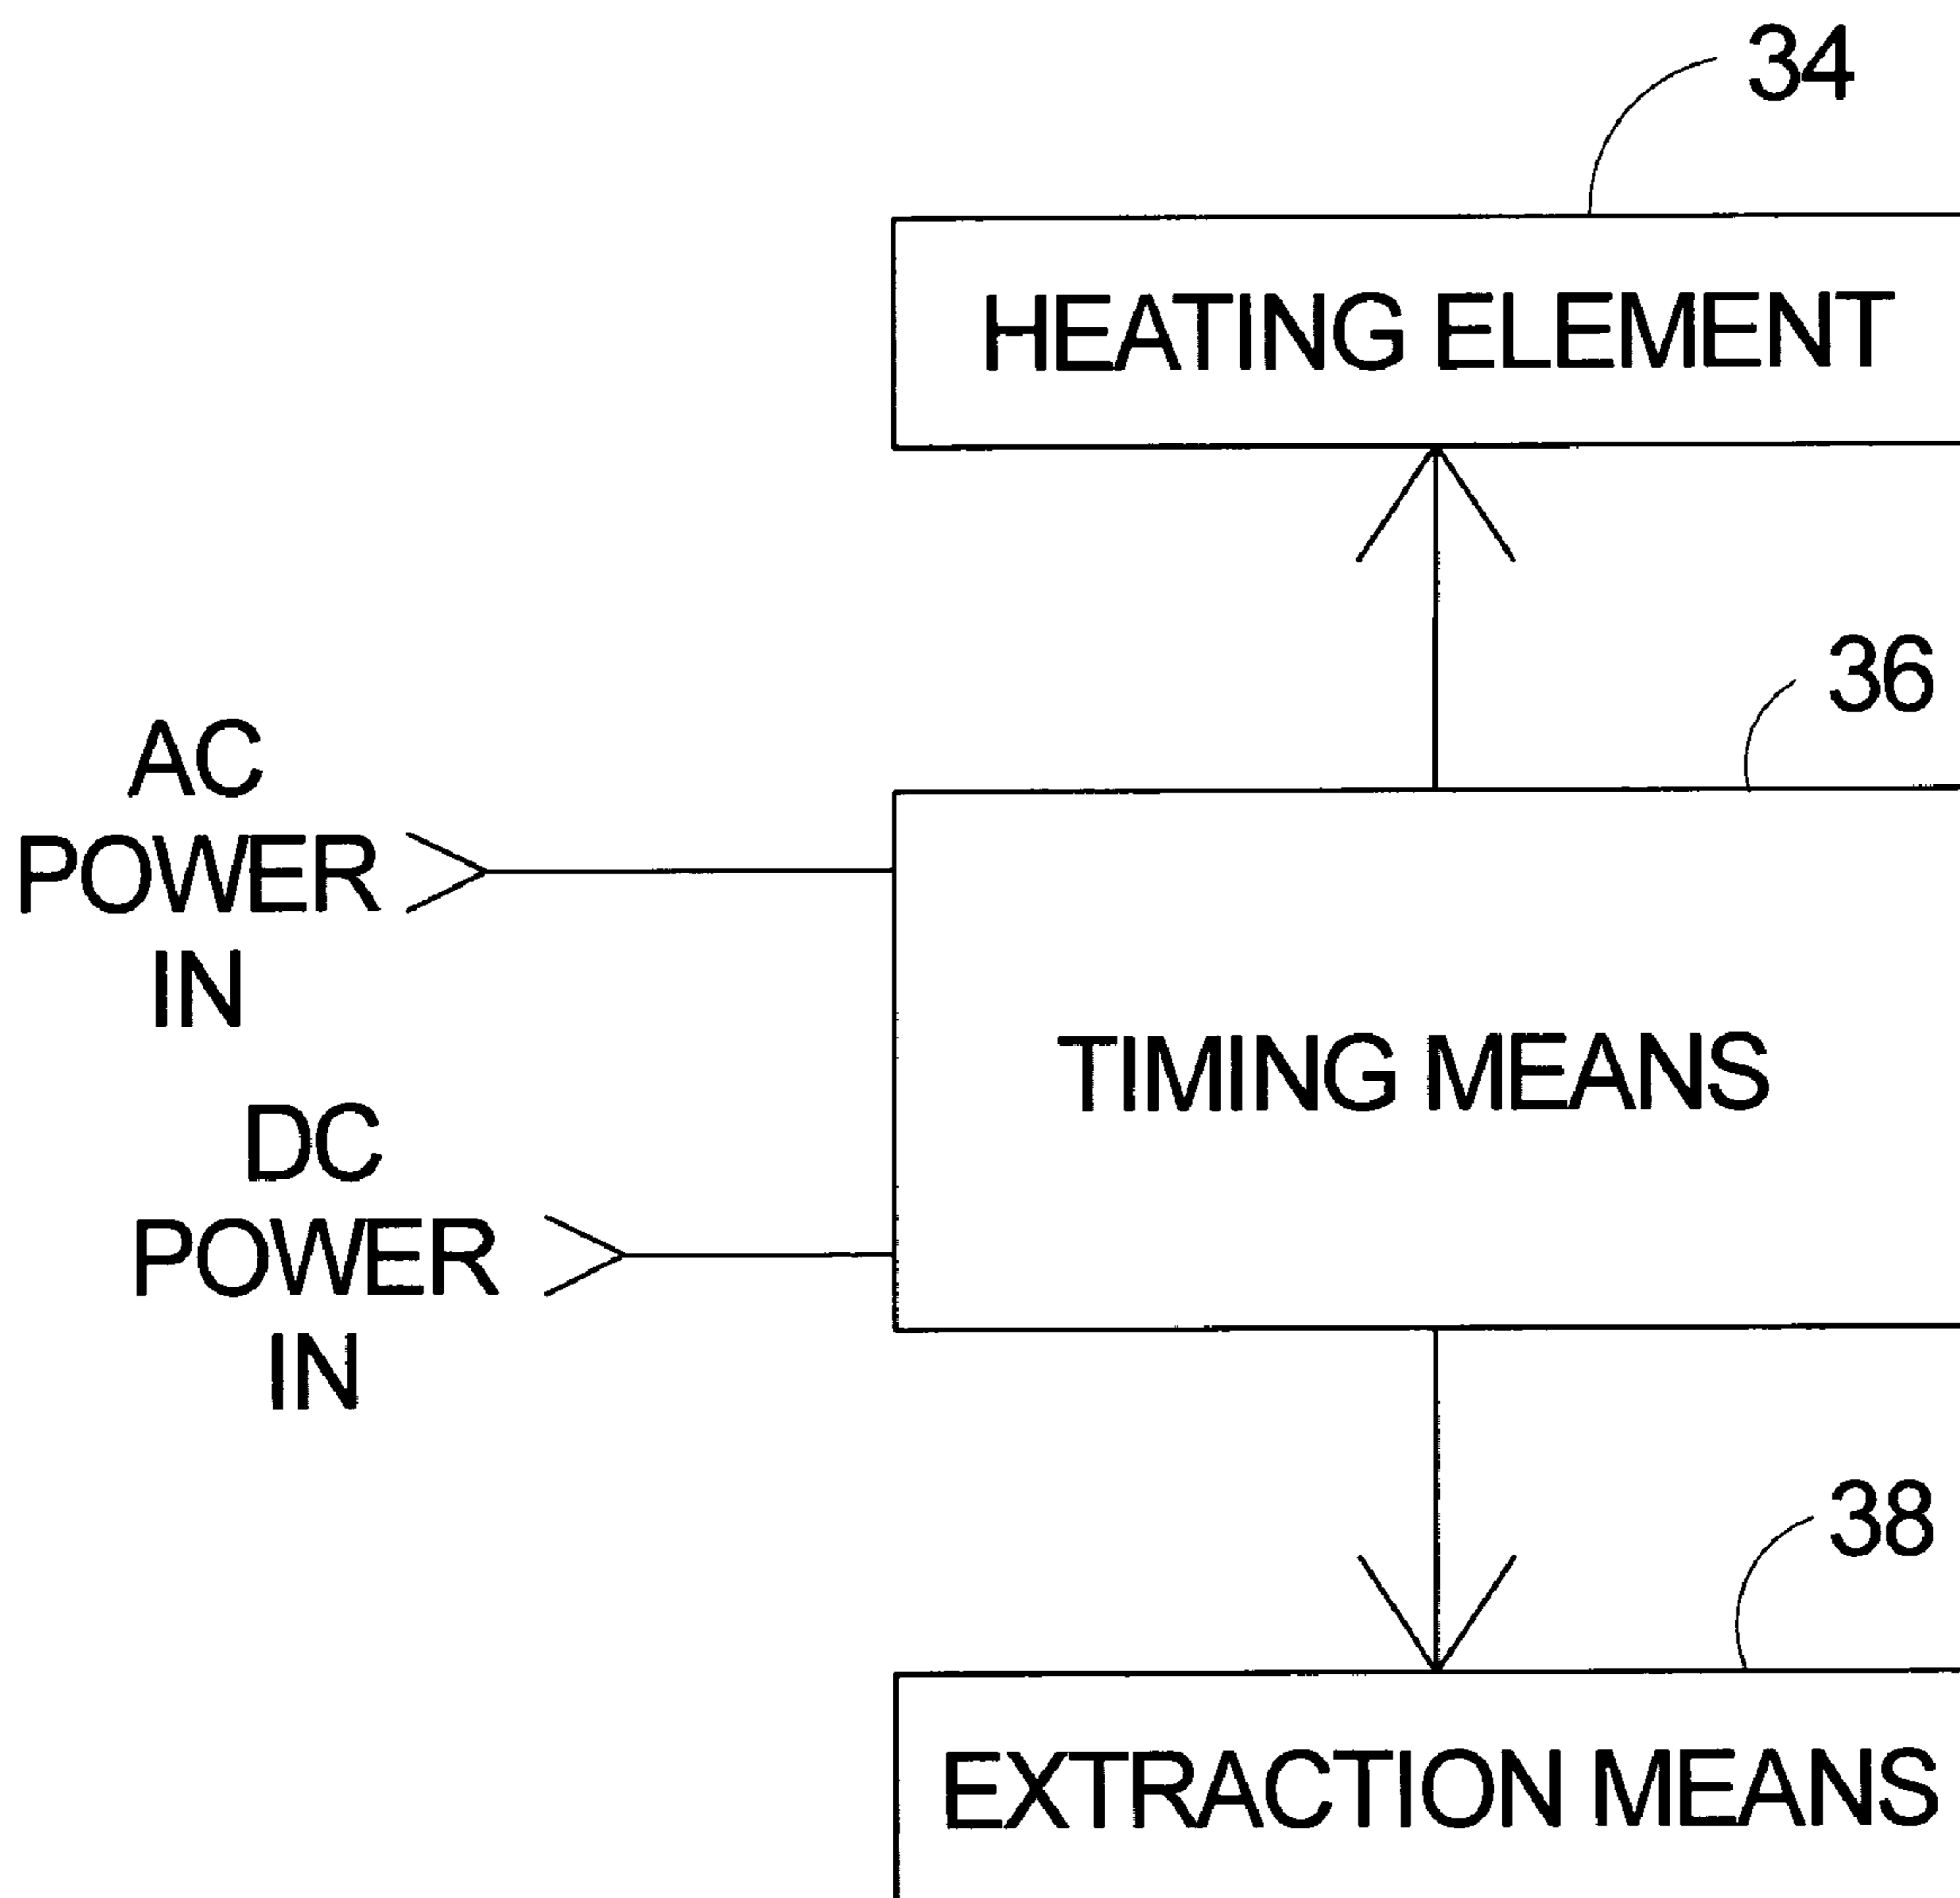 34
HEATING ELEMENT
36
AC
POWER
IN
TIMING MEANS
DC
POWER
IN
38
EXTRACTION MEANS